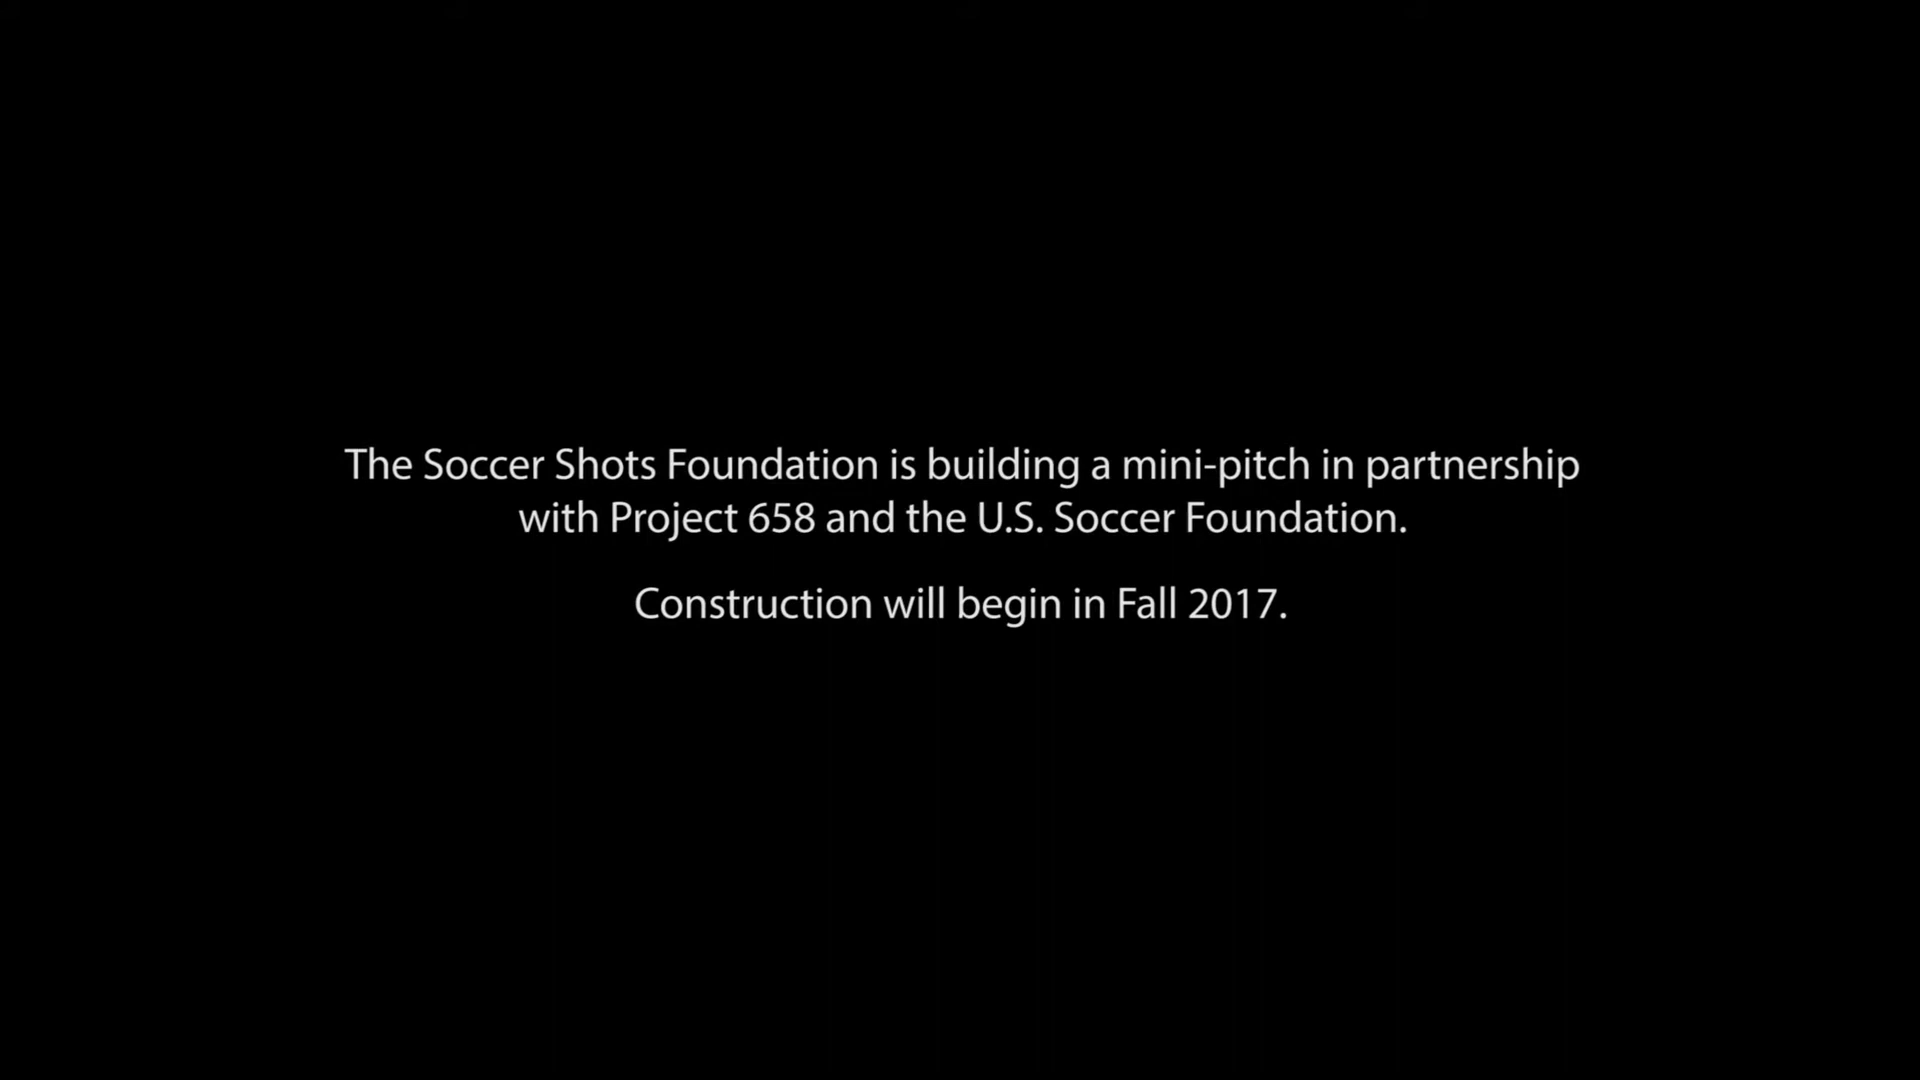 The Soccer Shots Foundation is building a mini-pitch in partnership
with Project 658 and the U.S. Soccer Foundation.
Construction will begin in Fall 2017.